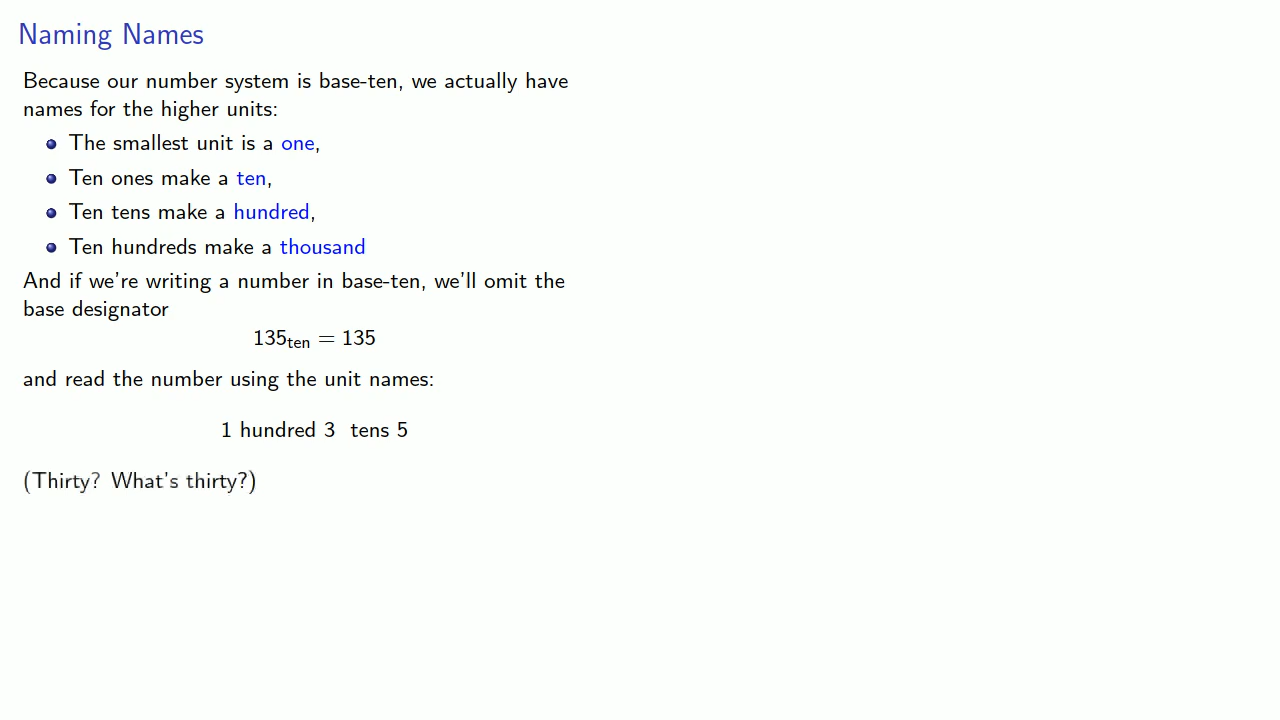 Naming Names
Because our number system is base-ten, we actually have
names for the higher units:
The smallest unit is a one,
Ten ones make a ten,
Ten tens make a hundred,
Ten hundreds make a thousand
And if we're writing a number in base-ten, we'll omit the
base designator
135ten = 135
and read the number using the unit names:
1 hundred 3 tens 5
(Thirty? What's thirty?)